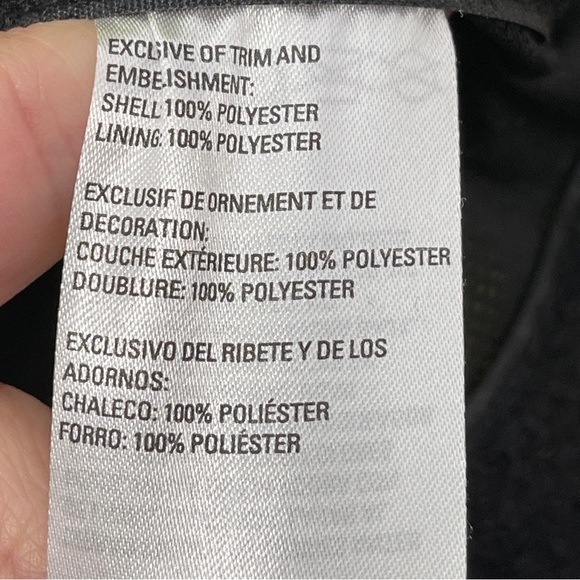 EXCLUSIVE OF TRIM AND
EMBELISHMENT:
SHELL 100% POLYESTER
LINING: 100% POLYESTER
EXCLUSIF DE ORNEMENT ET DE
DECORATION:
COUCHE EXTÉRIEURE: 100% POLYESTER
DOUBLURE: 100% POLYESTER
EXCLUSIVO DEL RIBETE Y DE LOS
ADORNOS:
CHALECO: 100% POLIÉSTER
FORRO: 100% POLIÉSTER